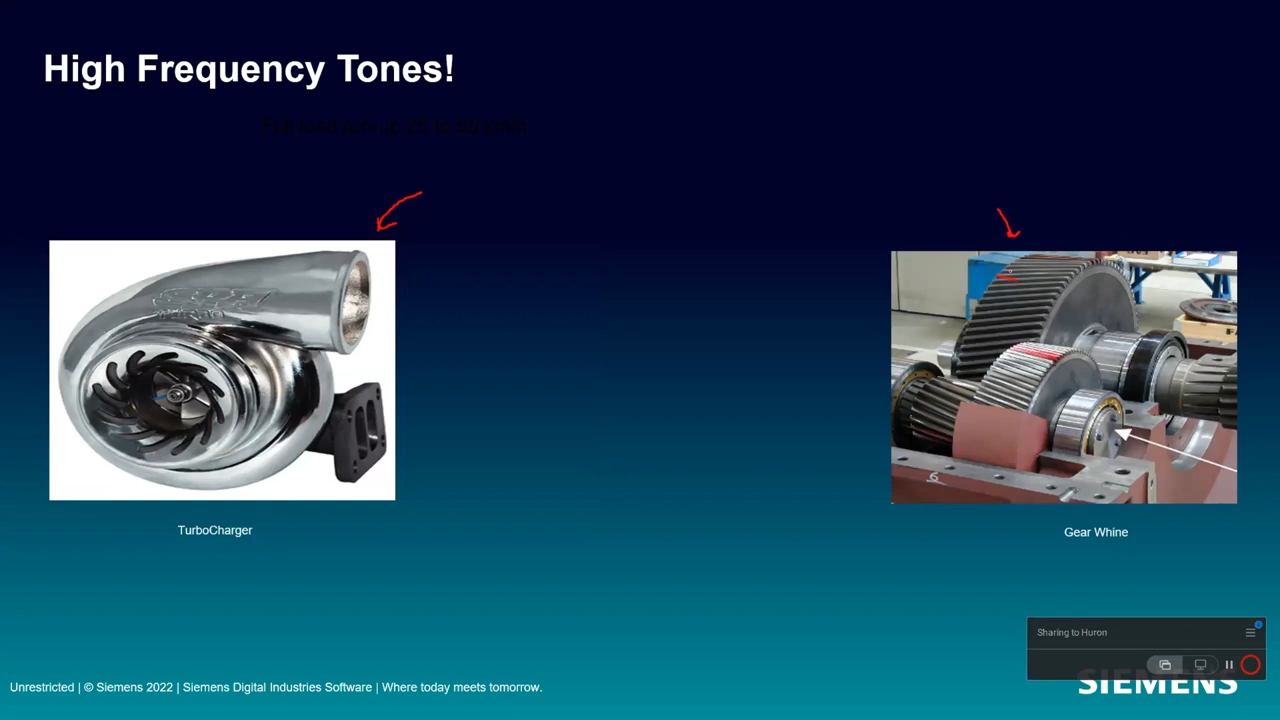 High Frequency Tones!
TurboCharger
Gear Whine
Sharing to Huron
Unrestricted | © Siemens 2022 | Siemens Digital Industries Software | Where today meets tomorrow.
SIEMENS